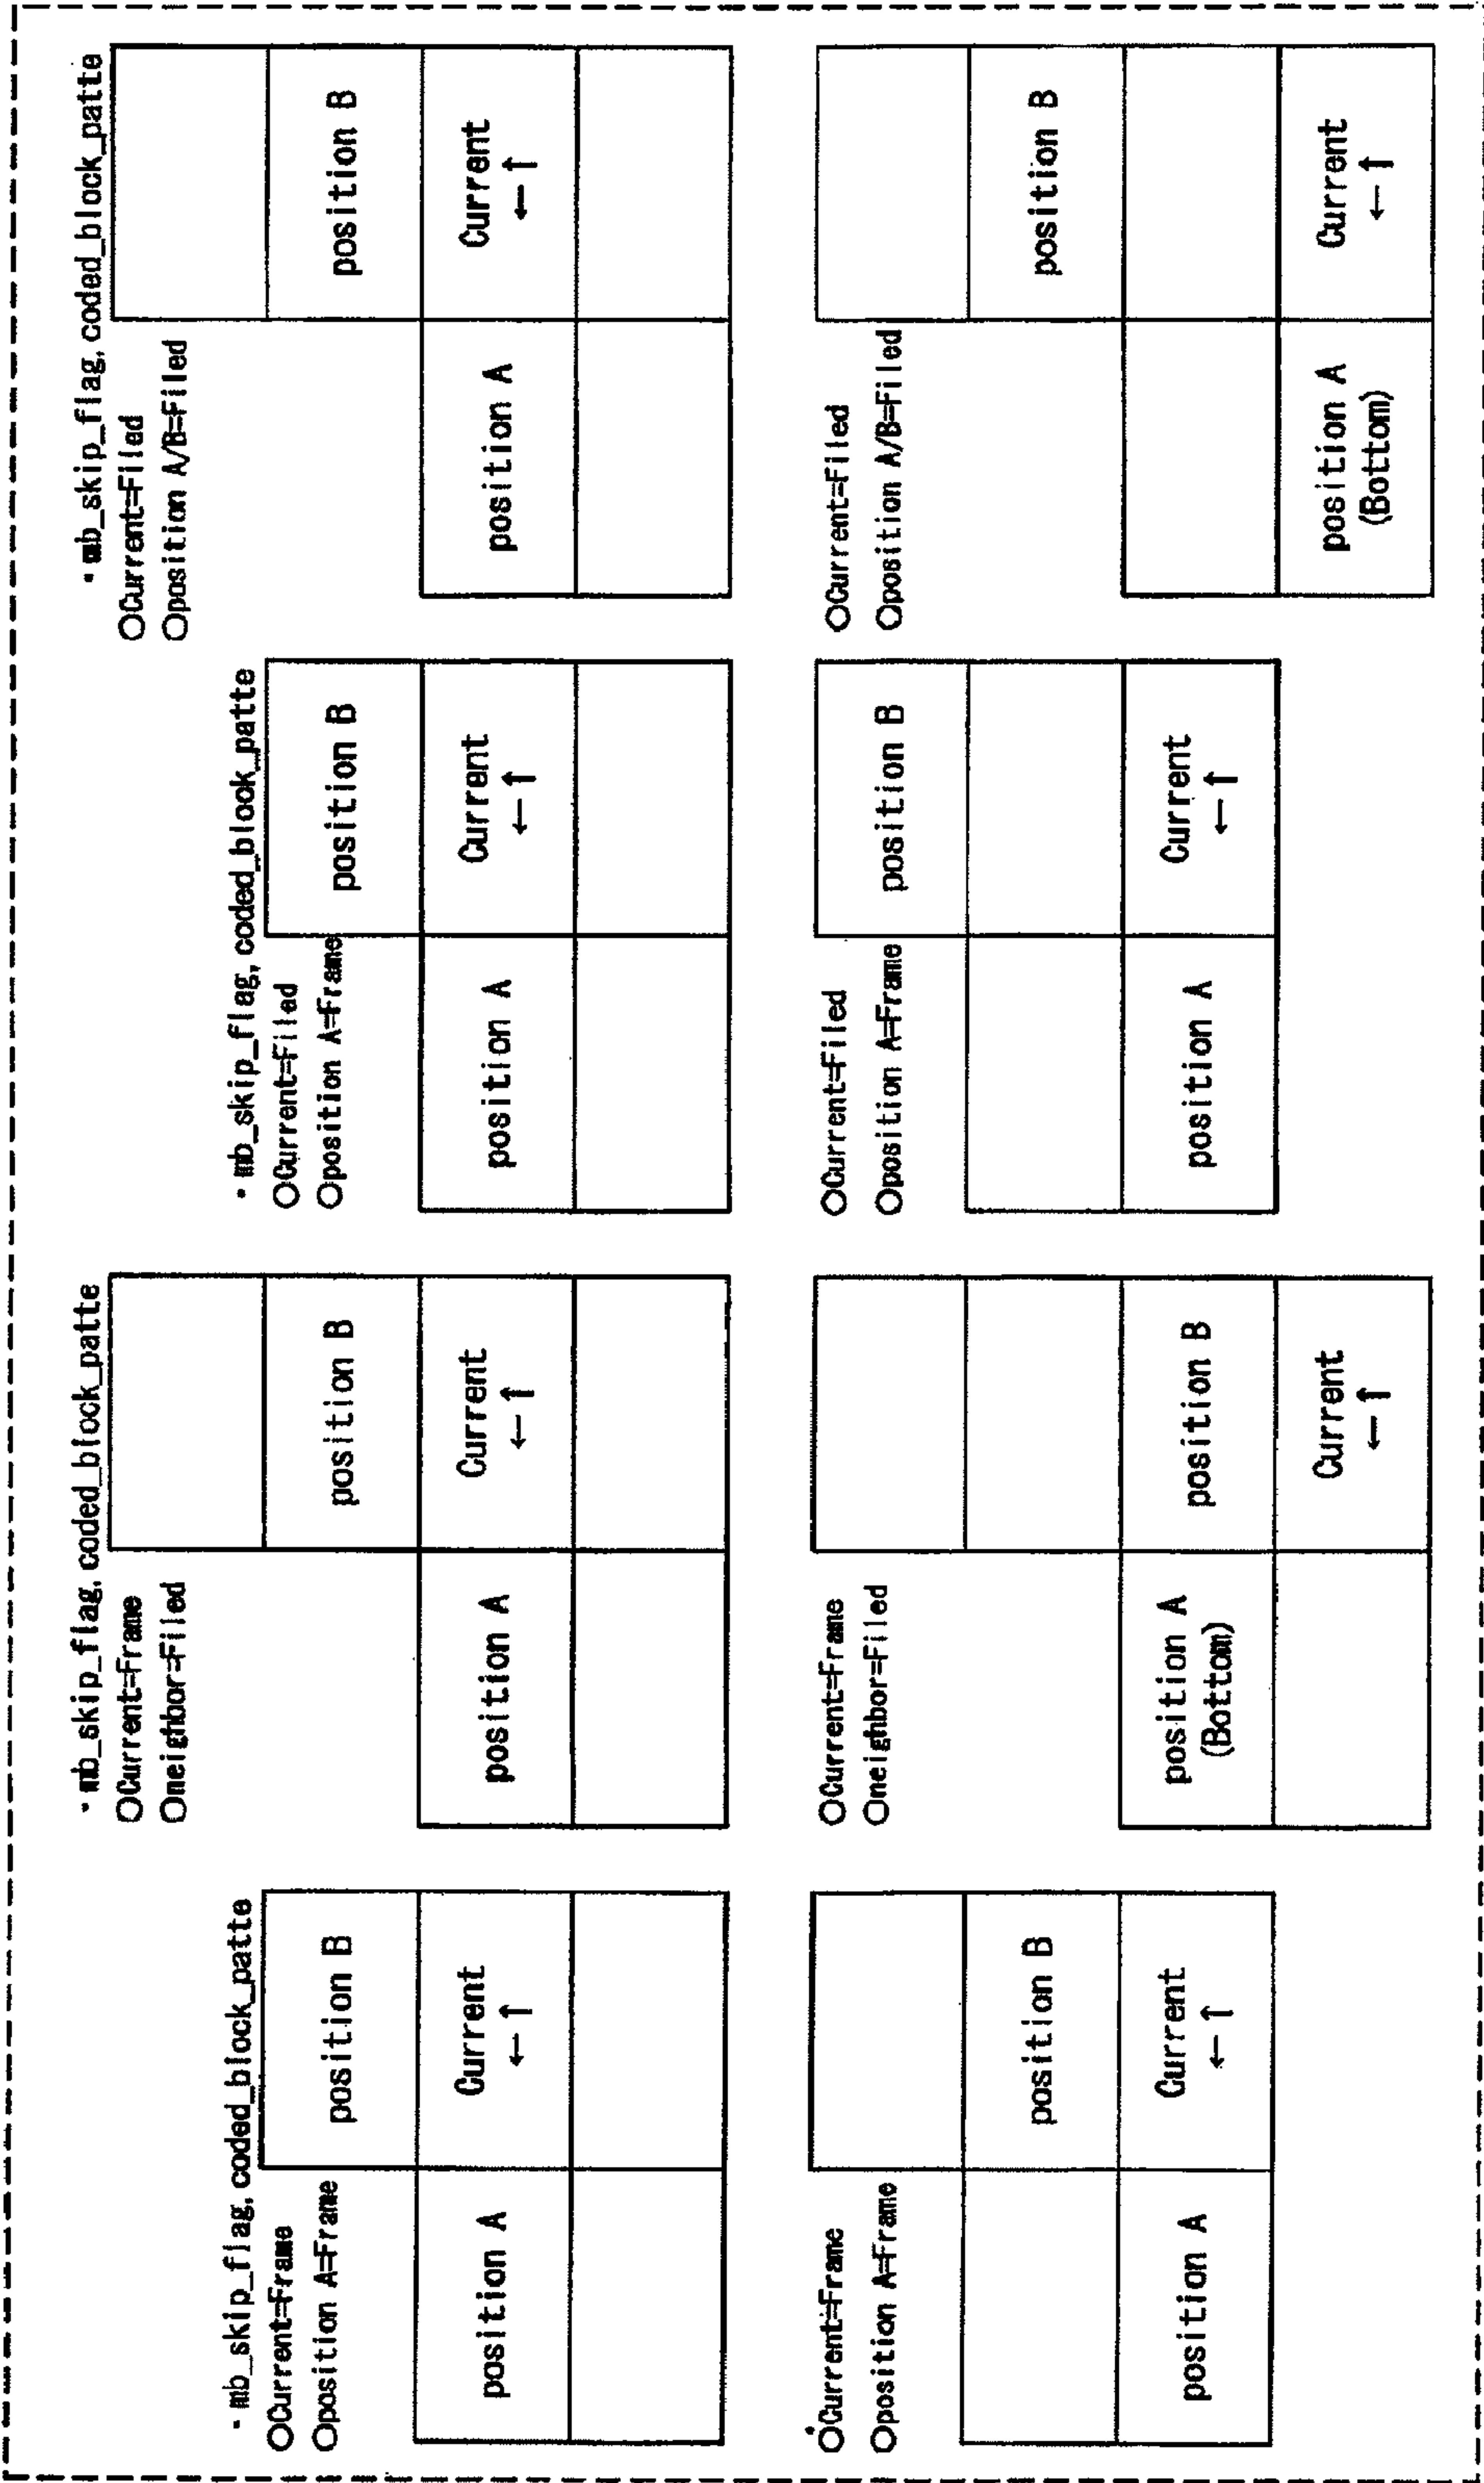 ・mb_skip_flag, coded_block_patte
○Current=Frame
○position A=Frame
position B
position A
Current
←↑
・mb_skip_flag, coded_block_patte
○Current=Frame
○neighbor=Filed
position B
position A
Current
←↑
・mb_skip_flag, coded_blook_patte
○Current=Filed
○position A=Frame
position B
position A
Current
←↑
・mb_skip_flag, coded_block_patte
○Current=Filed
○position A/B=Filed
position B
position A
Current
←↑
○Current=Frame
○position A=Frame
position B
position A
Current
←↑
○Current=Frame
○neighbor=Filed
position A
(Bottom)
position B
Current
←↑
○Current=Filed
○position A=Frame
position B
position A
Current
←↑
○Current=Filed
○position A/B=Filed
position B
position A
(Bottom)
Current
←↑